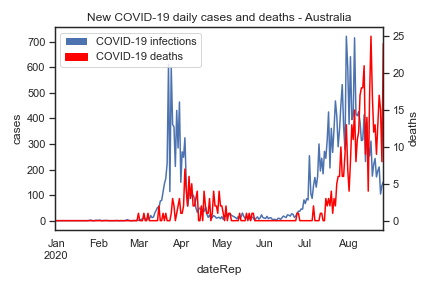 New COVID-19 daily cases and deaths - Australia
COVID-19 infections
COVID-19 deaths
700
600
500
400
300
200
100
0
cases
25
20
15
10
5
0
deaths
Jan Feb Mar Apr May Jun Jul Aug
2020
dateRep